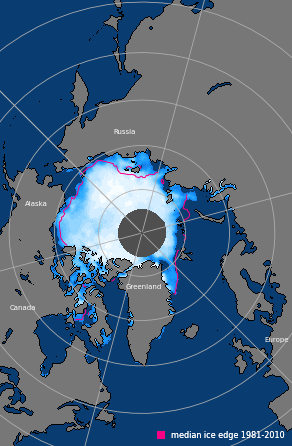 Russia
Alaska
Greenland
Canada
Europe
median ice edge 1981-2010